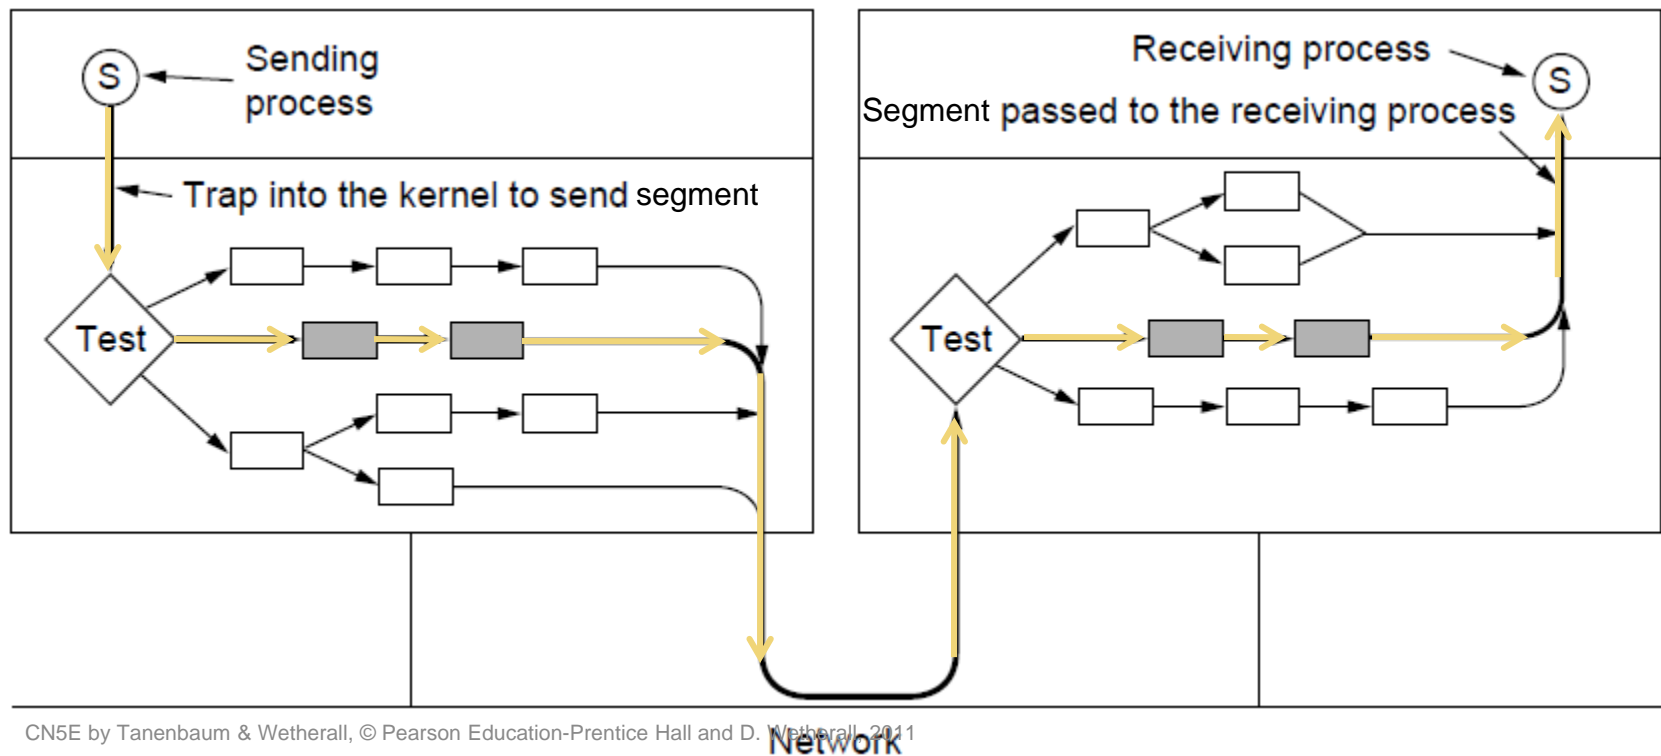 S
Sending
process
Trap into the kernel to send segment
Test
Receiving process
S
Segment passed to the receiving process
Test
CN5E by Tanenbaum & Wetherall, © Pearson Education-Prentice Hall and D. Wetherall, 2011
Network